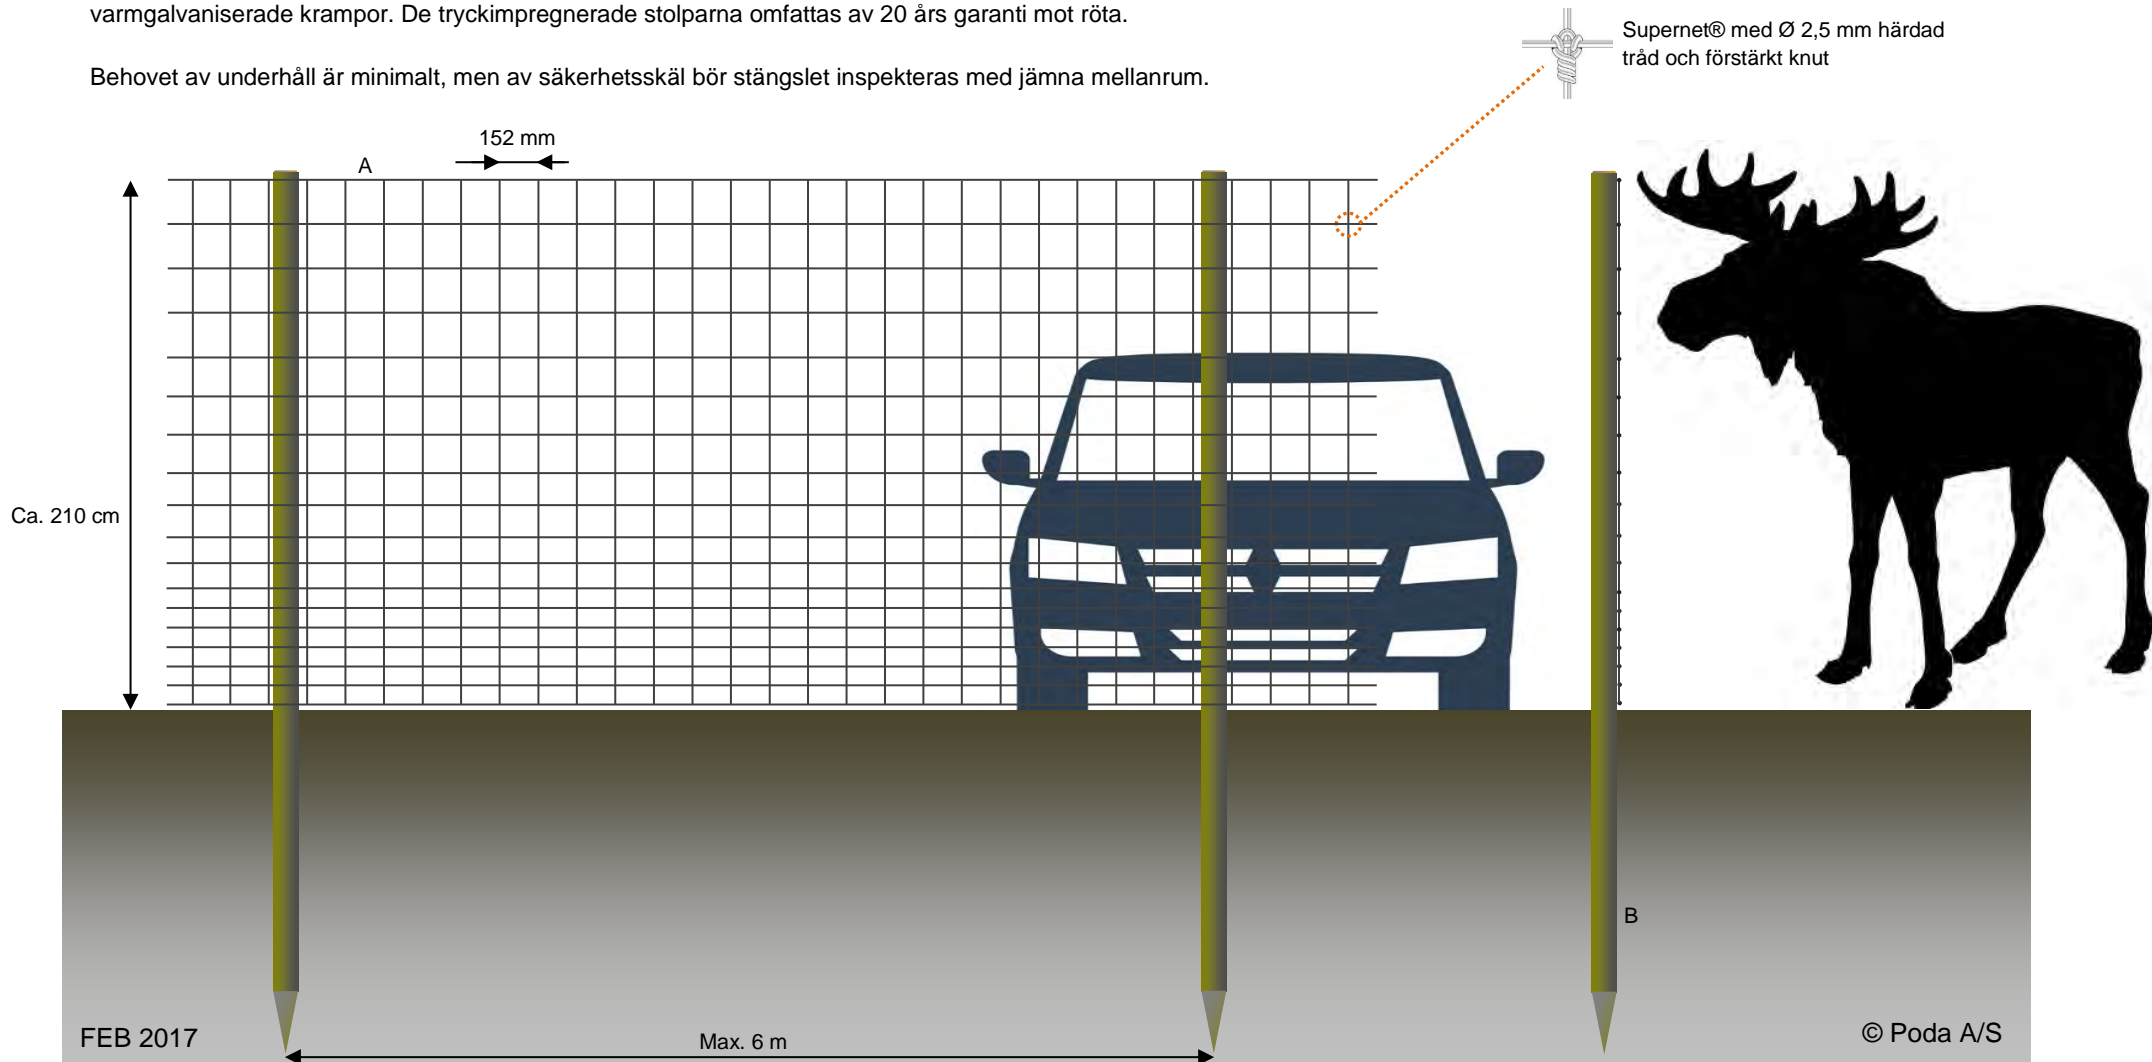 varmgalvaniserade krampor. De tryckimpregnerade stolparna omfattas av 20 års garanti mot röta.
Supernet® med Ø 2,5 mm härdad
tråd och förstärkt knut
Behovet av underhåll är minimalt, men av säkerhetsskäl bör stängslet inspekteras med jämna mellanrum.
152 mm
A
Ca. 210 cm
B
FEB 2017
Max. 6 m
© Poda A/S